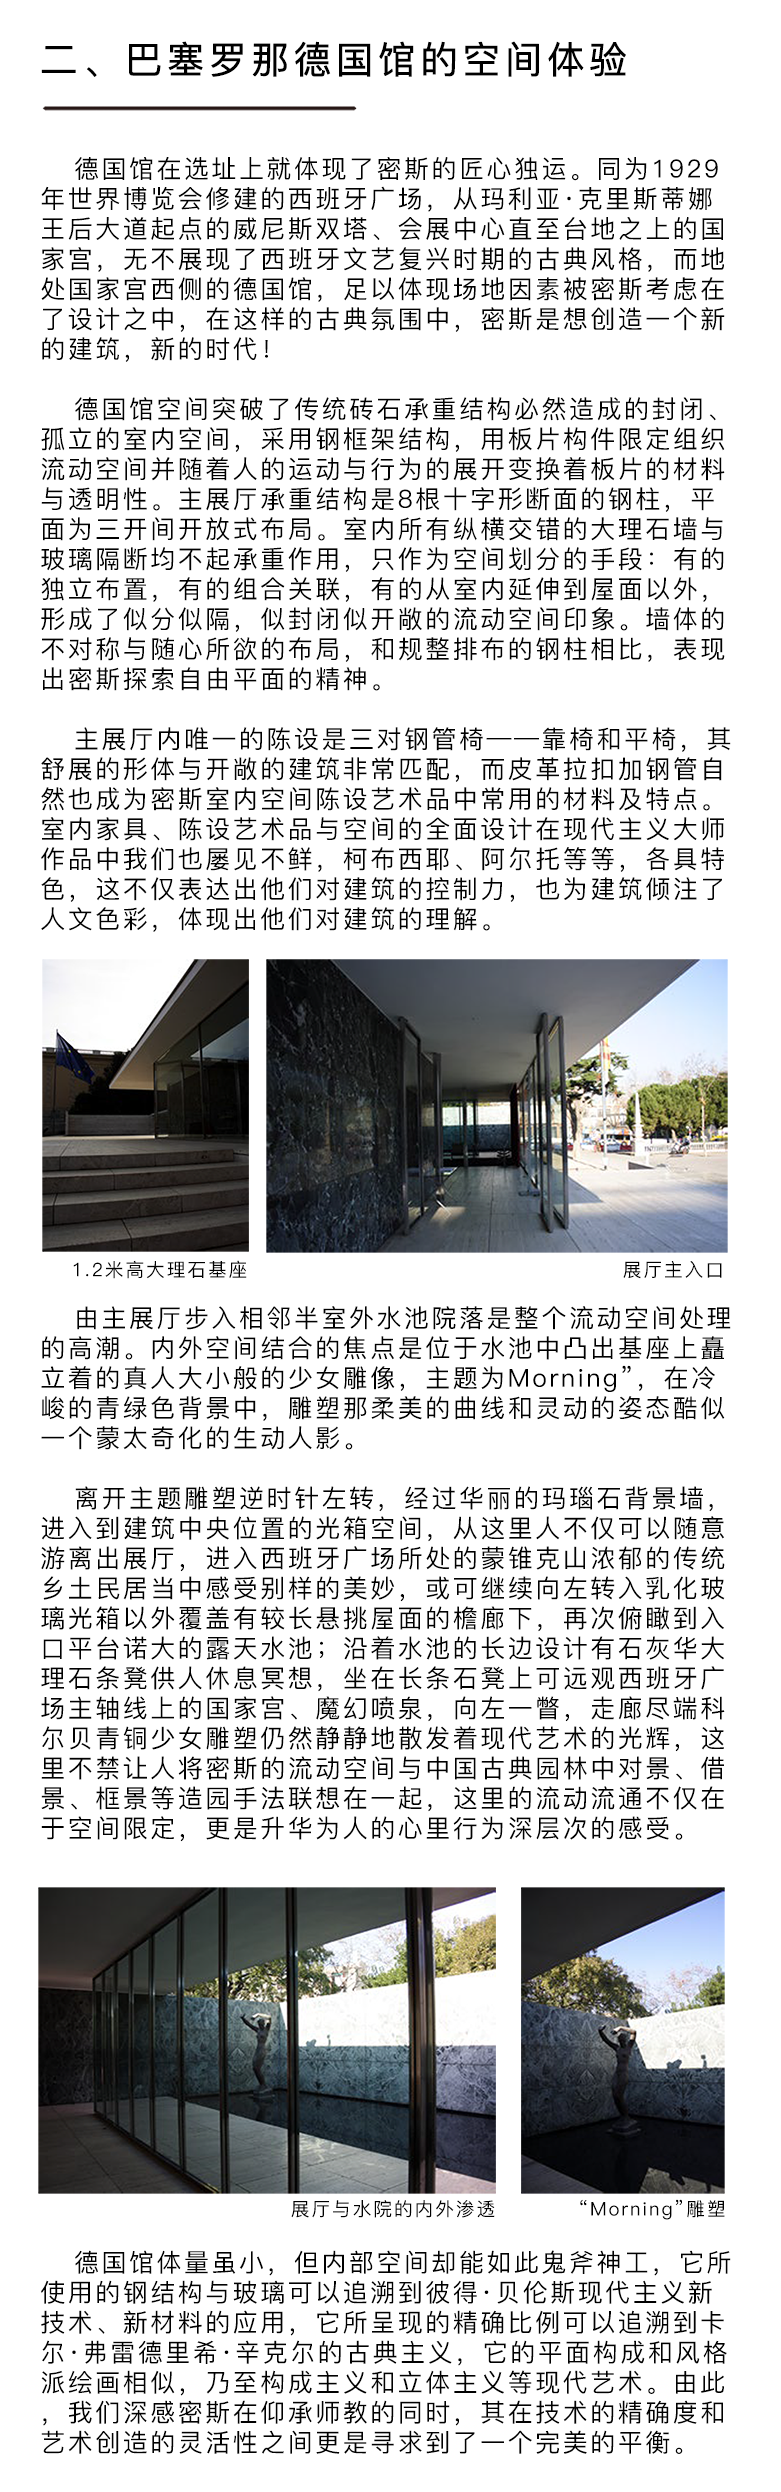 二、巴塞罗那德国馆的空间体验
德国馆在选址上就体现了密斯的匠心独运。同为1929
年世界博览会修建的西班牙广场，从玛利亚·克里斯蒂娜
王后大道起点的威尼斯双塔、会展中心直至台地之上的国
家宫，无不展现了西班牙文艺复兴时期的古典风格，而地
处国家宫西侧的德国馆，足以体现场地因素被密斯考虑在
了设计之中，在这样的古典氛围中，密斯是想创造一个新
的建筑，新的时代！
德国馆空间突破了传统砖石承重结构必然造成的封闭、
孤立的室内空间，采用钢框架结构，用板片构件限定组织
流动空间并随着人的运动与行为的展开变换着板片的材料
与透明性。主展厅承重结构是8根十字形断面的钢柱，平
面为三开间开放式布局。室内所有纵横交错的大理石墙与
玻璃隔断均不起承重作用，只作为空间划分的手段：有的
独立布置，有的组合关联，有的从室内延伸到屋面以外，
形成了似分似隔，似封闭似开敞的流动空间印象。墙体的
不对称与随心所欲的布局，和规整排布的钢柱相比，表现
出密斯探索自由平面的精神。
主展厅内唯一的陈设是三对钢管椅——靠椅和平椅，其
舒展的形体与开敞的建筑非常匹配，而皮革拉扣加钢管自
然也成为密斯室内空间陈设艺术品中常用的材料及特点。
室内家具、陈设艺术品与空间的全面设计在现代主义大师
作品中我们也屡见不鲜，柯布西耶、阿尔托等等，各具特
色，这不仅表达出他们对建筑的控制力，也为建筑倾注了
人文色彩，体现出他们对建筑的理解。
1.2米高大理石基座
展厅主入口
由主展厅步入相邻半室外水池院落是整个流动空间处理
的高潮。内外空间结合的焦点是位于水池中凸出基座上矗
立着的真人大小般的少女雕像，主题为Morning”，在冷
峻的青绿色背景中，雕塑那柔美的曲线和灵动的姿态酷似
一个蒙太奇化的生动人影。
离开主题雕塑逆时针左转，经过华丽的玛瑙石背景墙，
进入到建筑中央位置的光箱空间，从这里人不仅可以随意
游离出展厅，进入西班牙广场所处的蒙锥克山浓郁的传统
乡土民居当中感受别样的美妙，或可继续向左转入乳化玻
璃光箱以外覆盖有较长悬挑屋面的檐廊下，再次俯瞰到入
口平台诺大的露天水池；沿着水池的长边设计有石灰华大
理石条凳供人休息冥想，坐在长条石凳上可远观西班牙广
场主轴线上的国家宫、魔幻喷泉，向左一瞥，走廊尽端科
尔贝青铜少女雕塑仍然静静地散发着现代艺术的光辉，这
里不禁让人将密斯的流动空间与中国古典园林中对景、借
景、框景等造园手法联想在一起，这里的流动流通不仅在
于空间限定，更是升华为人的心里行为深层次的感受。
展厅与水院的内外渗透
“Morning”雕塑
德国馆体量虽小，但内部空间却能如此鬼斧神工，它所
使用的钢结构与玻璃可以追溯到彼得·贝伦斯现代主义新
技术、新材料的应用，它所呈现的精确比例可以追溯到卡
尔·弗雷德里希·辛克尔的古典主义，它的平面构成和风格
派绘画相似，乃至构成主义和立体主义等现代艺术。由此
，我们深感密斯在仰承师教的同时，其在技术的精确度和
艺术创造的灵活性之间更是寻求到了一个完美的平衡。